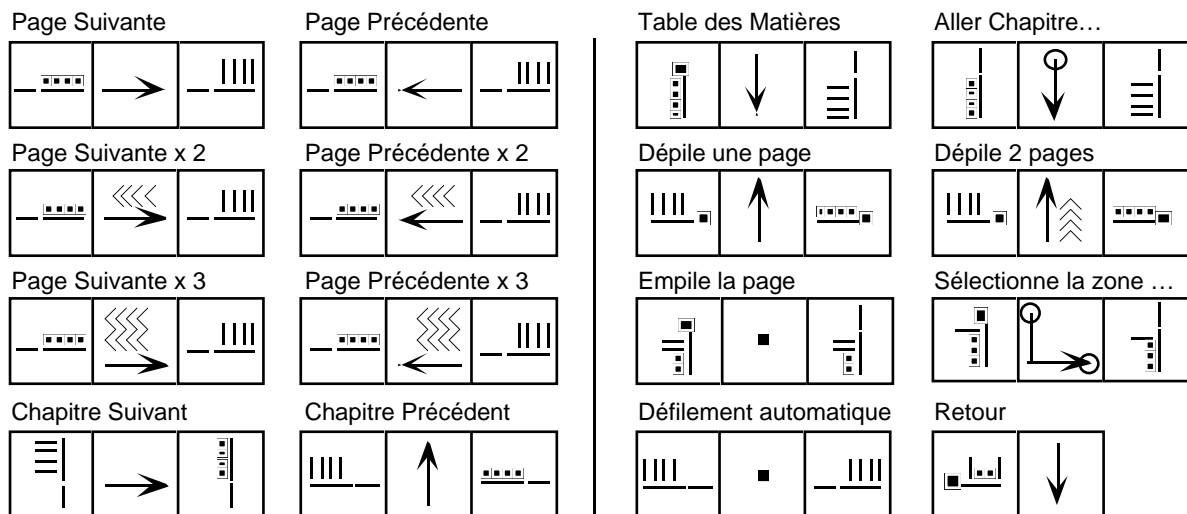 Page Suivante
Page Précédente
Page Suivante x 2
Page Précédente x 2
Page Suivante x 3
Page Précédente x 3
Chapitre Suivant
Chapitre Précédent
Table des Matières
Aller Chapitre…
Dépile une page
Dépile 2 pages
Empile la page
Sélectionne la zone …
Défilement automatique
Retour